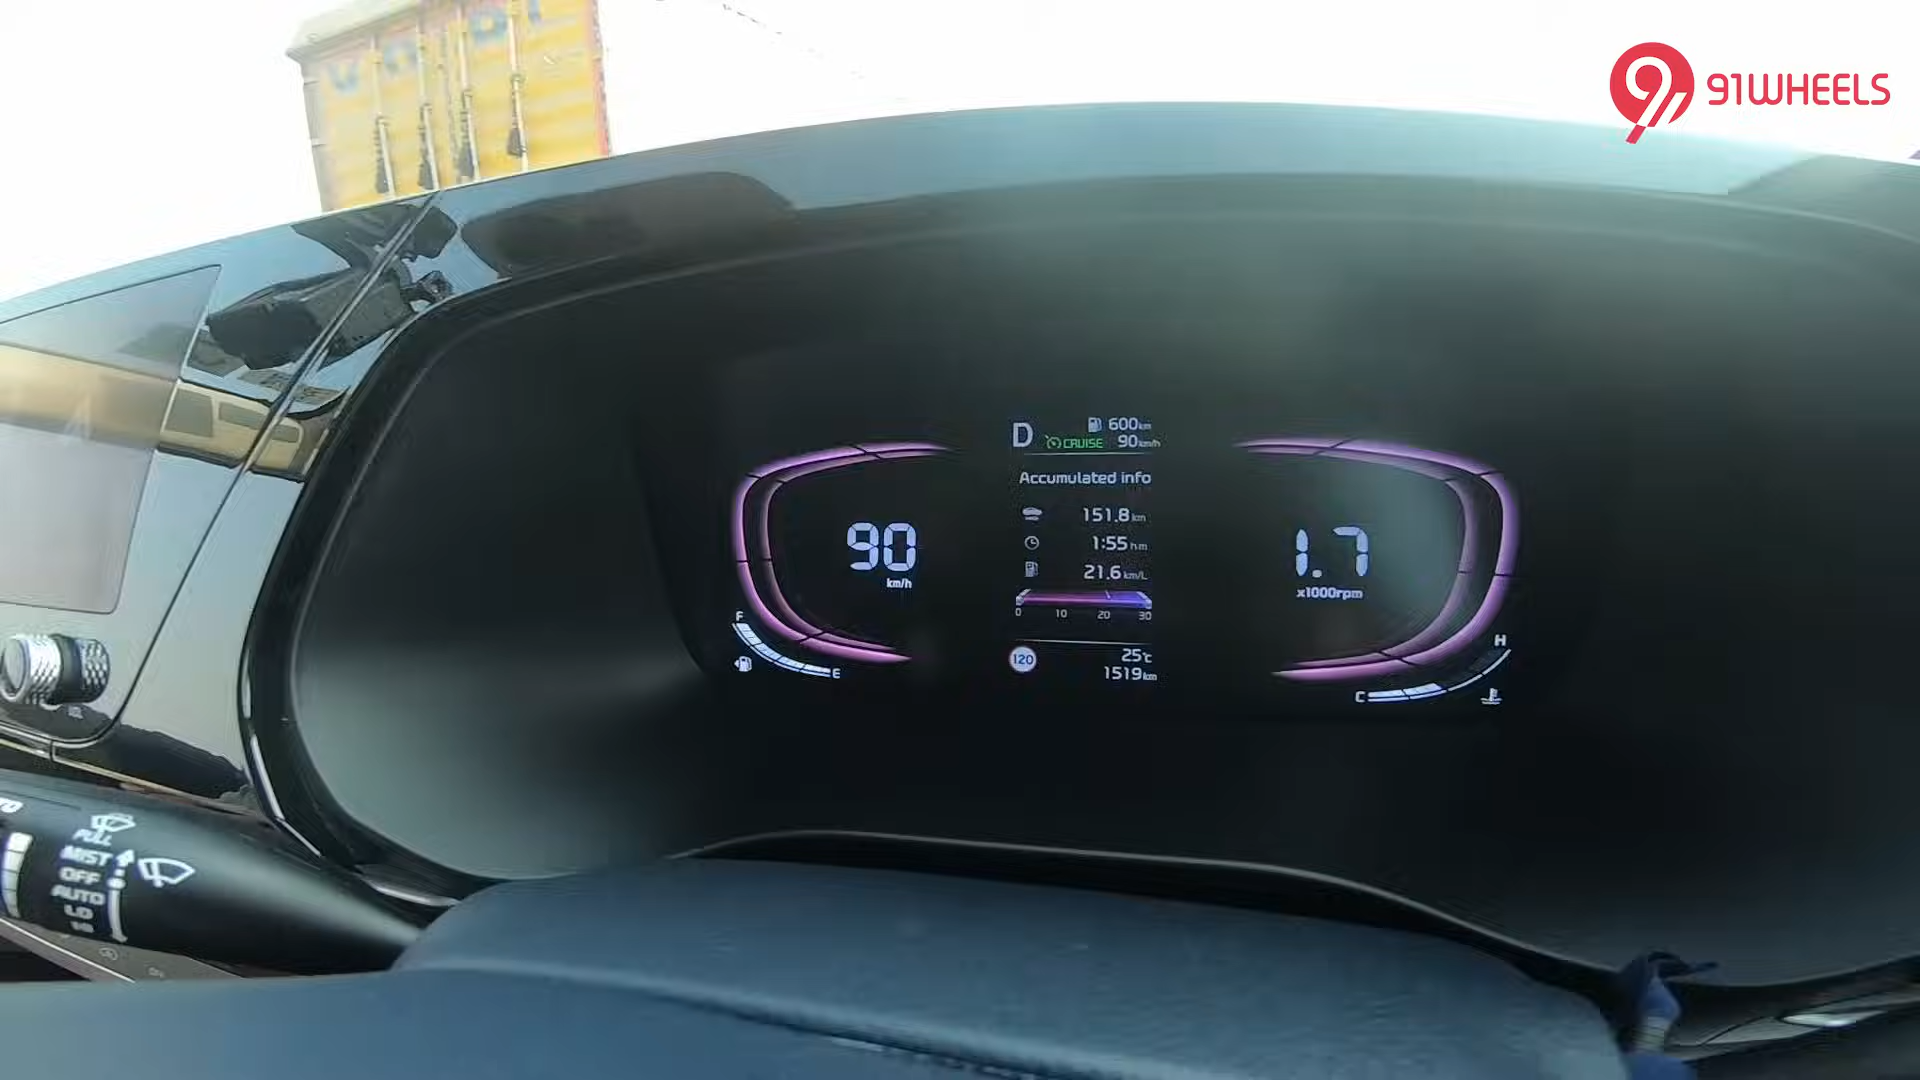 91WHEELS
D
600km
CRUISE 90km/h
Accumulated info
151.8km
1:55hm
21.6km/L
0 10 20 30
120
25℃
1519km
90
km/h
F
E
1.7
x1000rpm
H
C
PULL
MIST
OFF
AUTO
LO